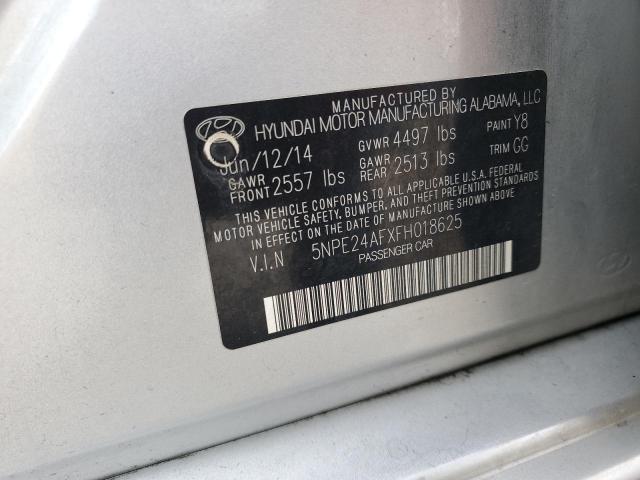 MANUFACTURED BY
HYUNDAI MOTOR MANUFACTURING ALABAMA, LLC
Jun/12/14 GVWR 4497 lbs PAINT Y8
GAWR FRONT 2557 lbs GAWR REAR 2513 lbs TRIM GG
THIS VEHICLE CONFORMS TO ALL APPLICABLE U.S.A. FEDERAL
MOTOR VEHICLE SAFETY, BUMPER, AND THEFT PREVENTION STANDARDS
IN EFFECT ON THE DATE OF MANUFACTURE SHOWN ABOVE
V.I.N 5NPE24AFXFH018625
PASSENGER CAR